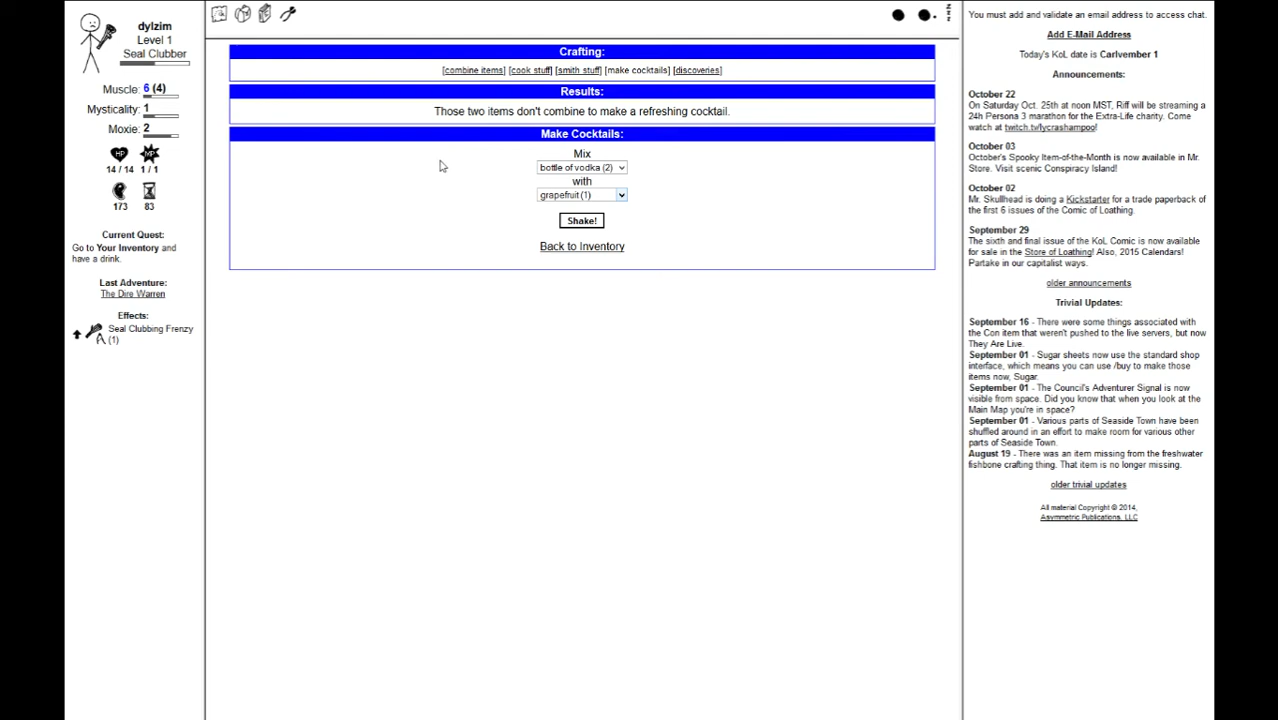 dylzim
Level 1
Seal Clubber
Muscle: 6 (4)
Mysticality: 1
Moxie: 2
HP MP
14 / 14 1 / 1
173 83
Current Quest:
Go to Your Inventory and
have a drink.
Last Adventure:
The Dire Warren
Effects:
Seal Clubbing Frenzy
(1)
Crafting:
[combine items] [cook stuff] [smith stuff] [make cocktails] [discoveries]
Results:
Those two items don't combine to make a refreshing cocktail.
Make Cocktails:
Mix
bottle of vodka (2)
with
grapefruit (1)
Shake!
Back to Inventory
You must add and validate an email address to access chat.
Add E-Mail Address
Today's KoL date is Carlvember 1
Announcements:
October 22
On Saturday Oct. 25th at noon MST, Riff will be streaming a
24h Persona 3 marathon for the Extra-Life charity. Come
watch at twitch.tv/lycrashampoo!
October 03
October's Spooky Item-of-the-Month is now available in Mr.
Store. Visit scenic Conspiracy Island!
October 02
Mr. Skullhead is doing a Kickstarter for a trade paperback of
the first 6 issues of the Comic of Loathing.
September 29
The sixth and final issue of the KoL Comic is now available
for sale in the Store of Loathing! Also, 2015 Calendars!
Partake in our capitalist ways.
older announcements
Trivial Updates:
September 16 - There were some things associated with
the Con item that weren't pushed to the live servers, but now
They Are Live.
September 01 - Sugar sheets now use the standard shop
interface, which means you can use /buy to make those
items now, Sugar.
September 01 - The Council's Adventurer Signal is now
visible from space. Did you know that when you look at the
Main Map you're in space?
September 01 - Various parts of Seaside Town have been
shuffled around in an effort to make room for various other
parts of Seaside Town.
August 19 - There was an item missing from the freshwater
fishbone crafting thing. That item is no longer missing.
older trivial updates
All material Copyright © 2014,
Asymmetric Publications, LLC